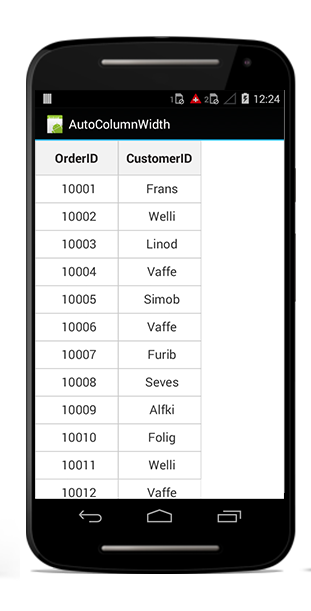 1 2 12:24
AutoColumnWidth
OrderID CustomerID
10001 Frans
10002 Welli
10003 Linod
10004 Vaffe
10005 Simob
10006 Vaffe
10007 Furib
10008 Seves
10009 Alfki
10010 Folig
10011 Welli
10012 Vaffe